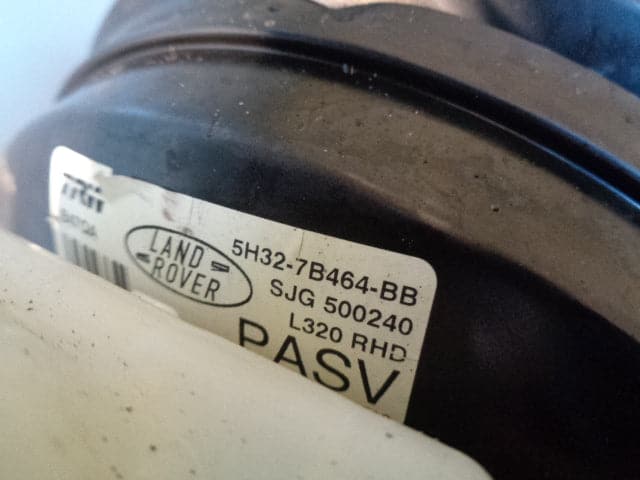 TRW
LAND
ROVER
5H32-7B464-BB
SJG 500240
L320 RHD
PASV